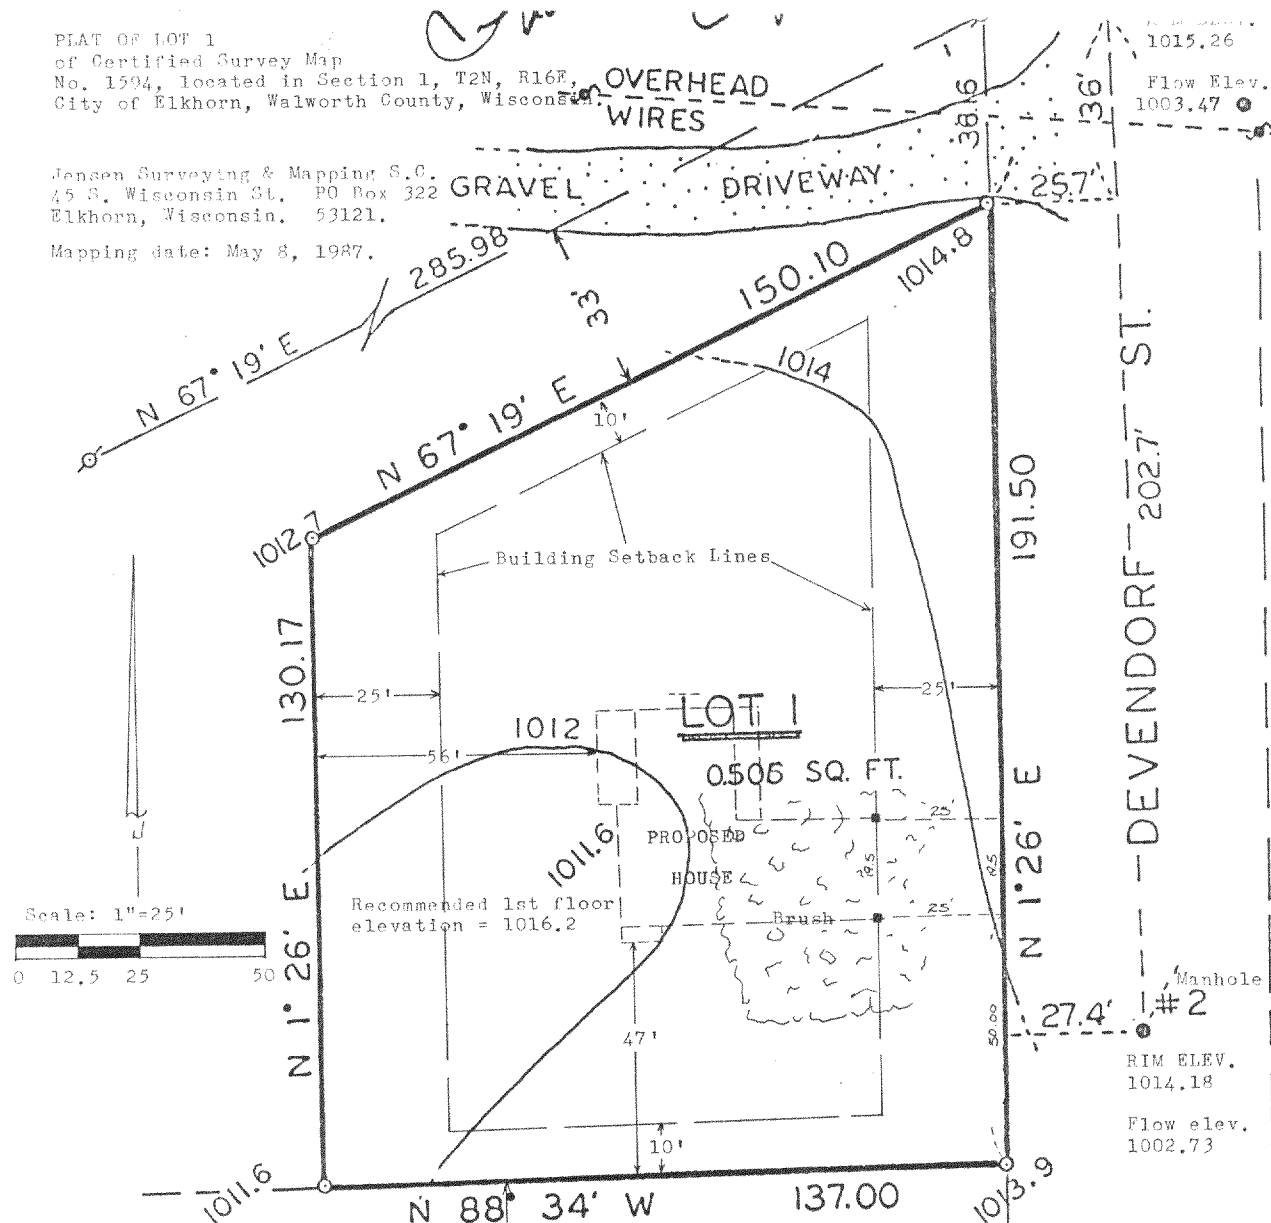 PLAT OF LOT 1
of Certified Survey Map
No. 1594, located in Section 1, T2N, R16E,
City of Elkhorn, Walworth County, Wisconsin.
Jensen Surveying & Mapping S.C.
45 S. Wisconsin St. PO Box 322
Elkhorn, Wisconsin. 53121.
Mapping date: May 8, 1987.
OVERHEAD
WIRES
GRAVEL DRIVEWAY
38.6
36'
1015.26
Flow Elev.
1003.47
25.7'
N 67° 19' E 285.98
33'
N 67° 19' E 150.10
1014.8
1014
10'
1012.7
Building Setback Lines
191.50
DEVENDORF ST.
202.7'
130.17
25'
25'
LOT 1
1012
56'
0.506 SQ. FT.
25'
PROPOSED
HOUSE
1011.6
19.5
19.5
N 1° 26' E
Recommended 1st floor
elevation = 1016.2
Brush
25'
Scale: 1"=25'
0 12.5 25 50
N 1° 26' E
47'
50.00
27.4'
Manhole
#2
RIM ELEV.
1014.18
Flow elev.
1002.73
10'
1011.6
N 88° 34' W 137.00
1013.9